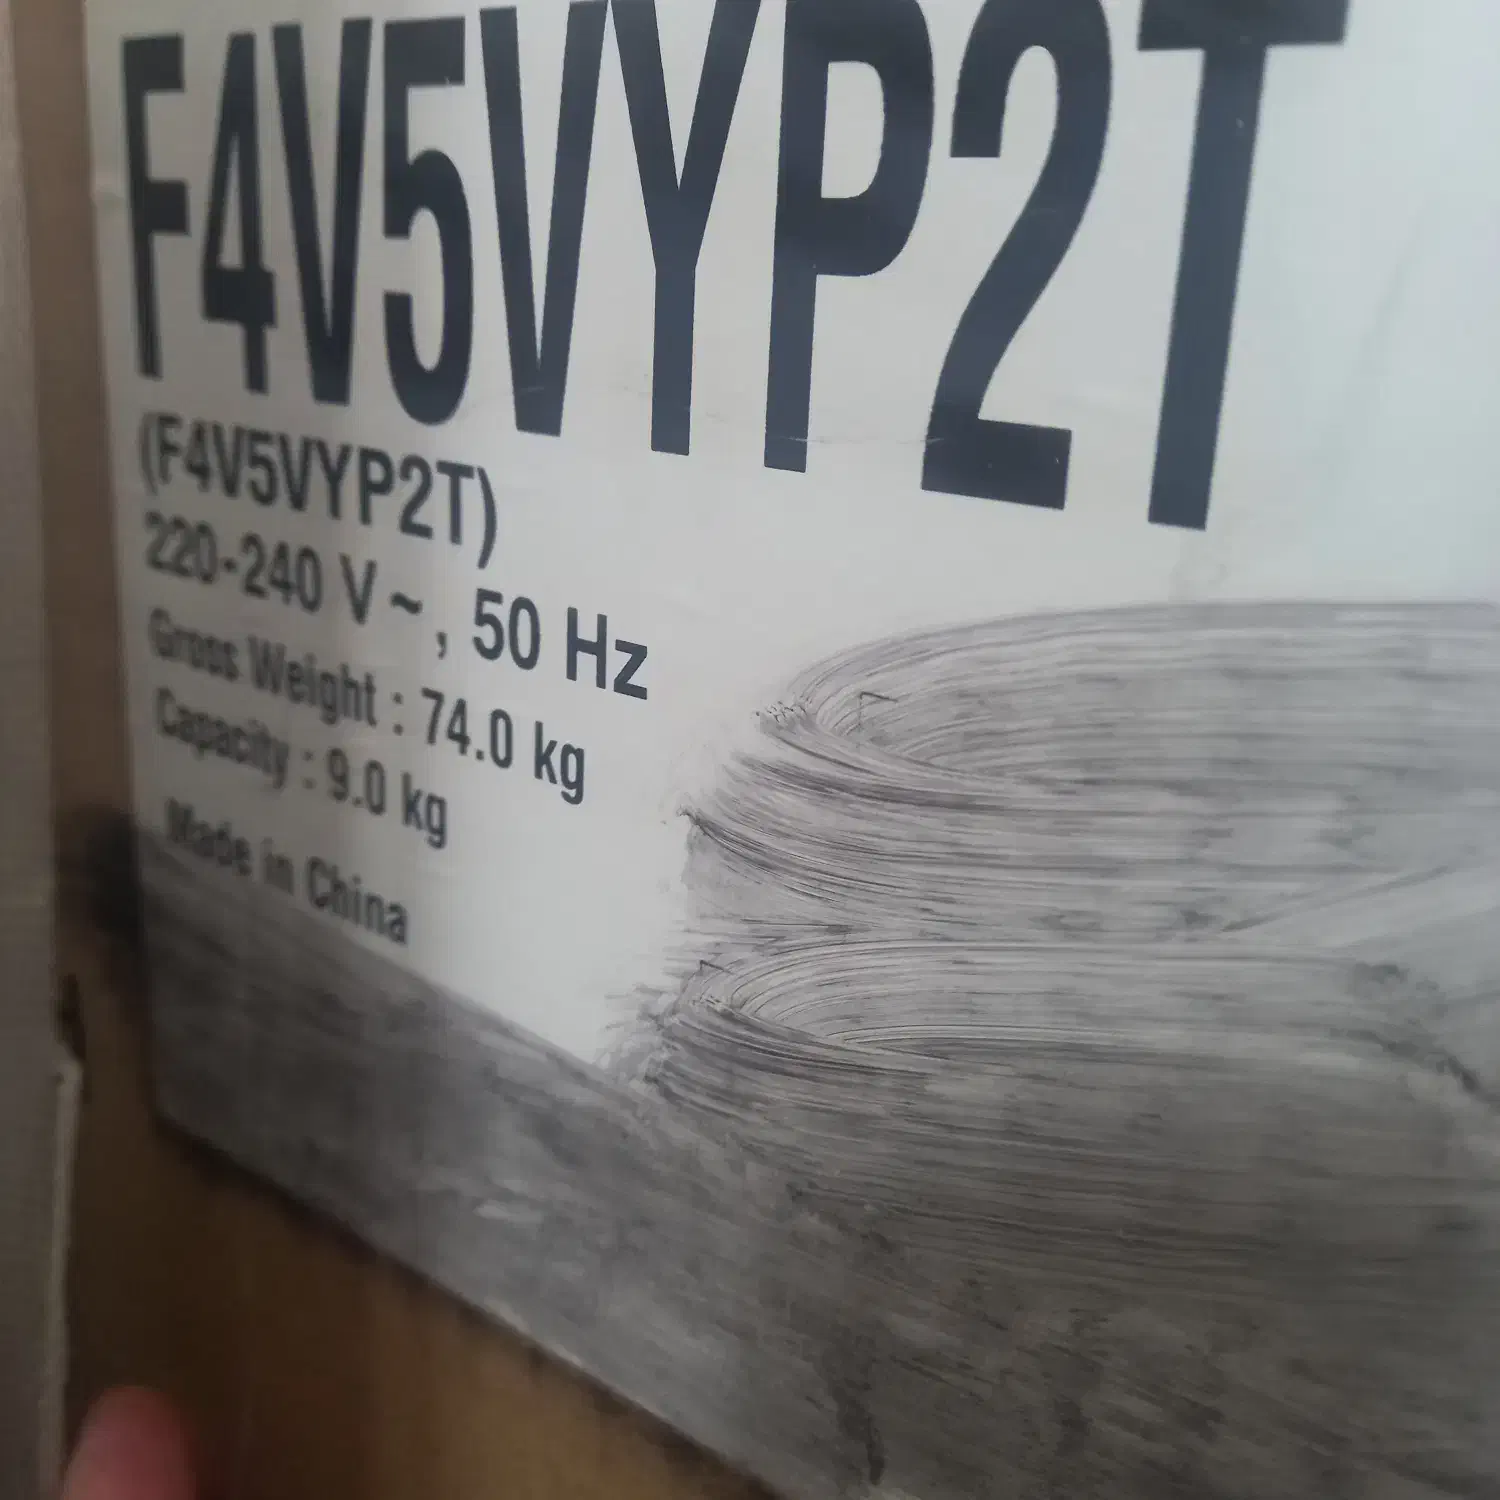 F4V5VYP2T
(F4V5VYP2T)
220-240 V ~ , 50 Hz
Gross Weight : 74.0 kg
Capacity : 9.0 kg
Made in China